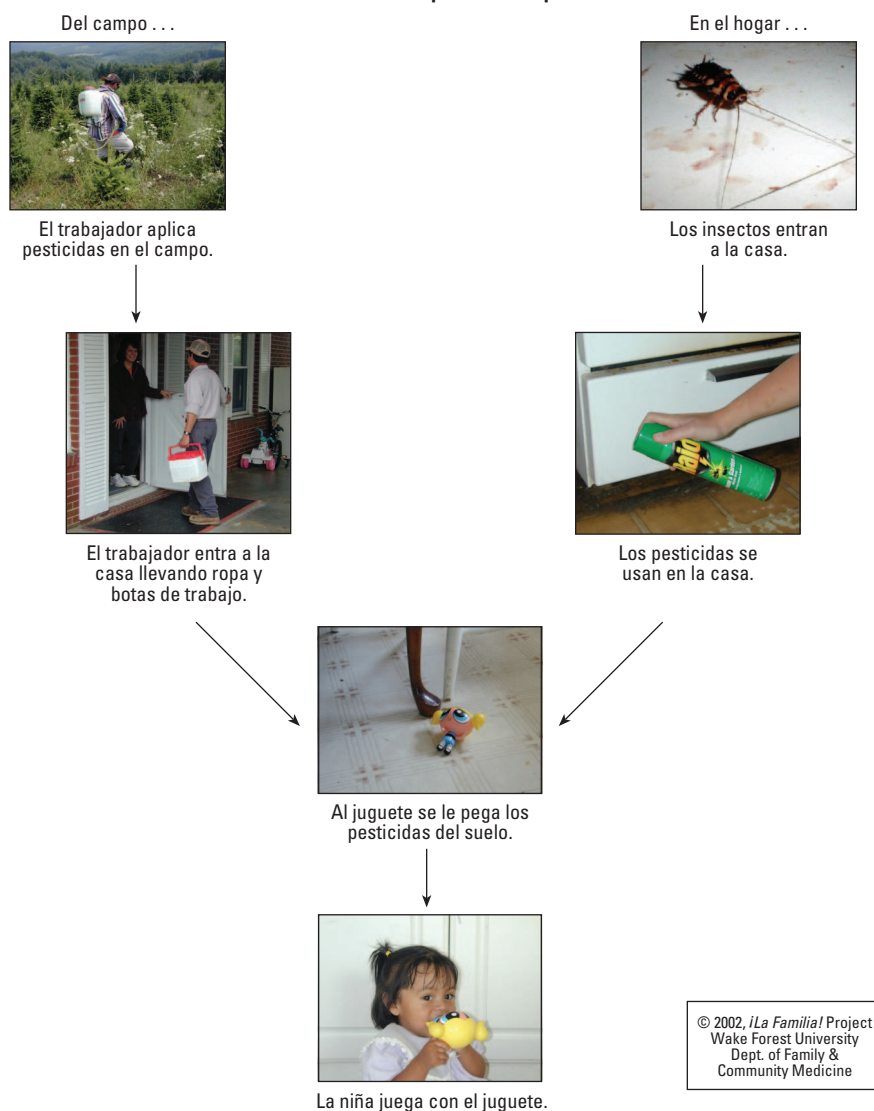 Del campo . . .
El trabajador aplica
pesticidas en el campo.
El trabajador entra a la
casa llevando ropa y
botas de trabajo.
En el hogar . . .
Los insectos entran
a la casa.
Raid
Los pesticidas se
usan en la casa.
Al juguete se le pega los
pesticidas del suelo.
La niña juega con el juguete.
© 2002, ¡La Familia! Project
Wake Forest University
Dept. of Family &
Community Medicine